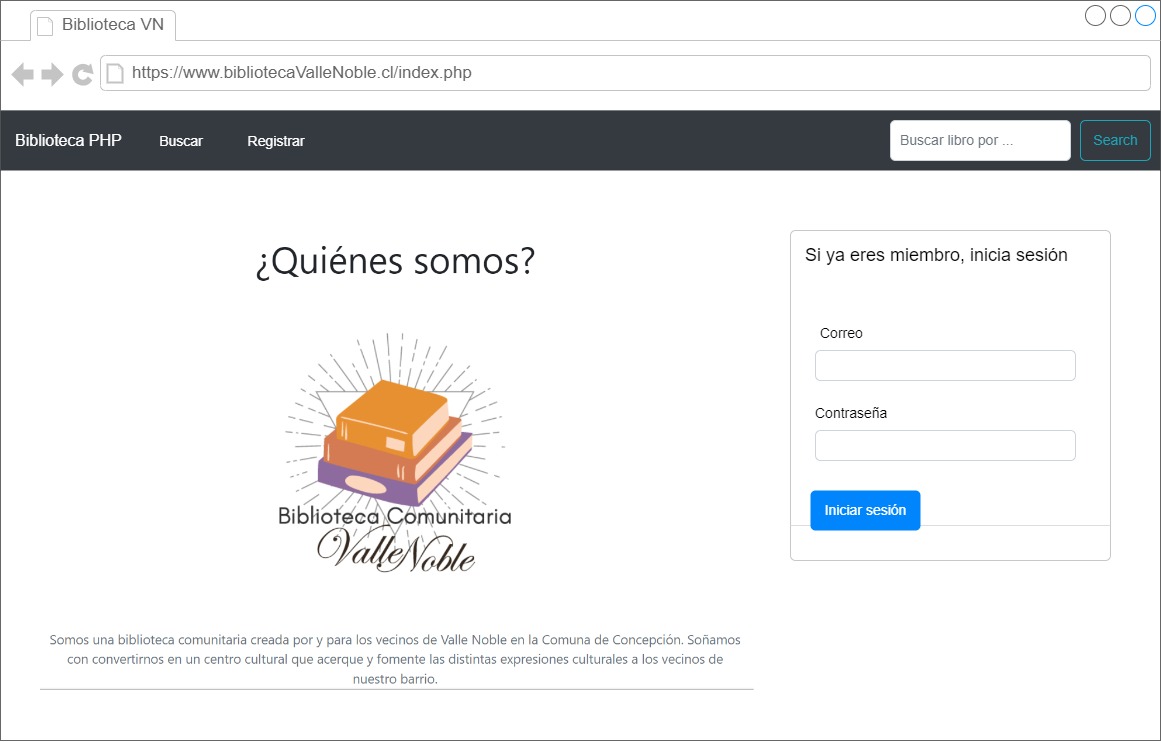 Biblioteca VN
https://www.bibliotecaValleNoble.cl/index.php
Biblioteca PHP Buscar Registrar Buscar libro por ... Search
¿Quiénes somos?
Biblioteca Comunitaria
ValleNoble
Somos una biblioteca comunitaria creada por y para los vecinos de Valle Noble en la Comuna de Concepción. Soñamos
con convertirnos en un centro cultural que acerque y fomente las distintas expresiones culturales a los vecinos de
nuestro barrio.
Si ya eres miembro, inicia sesión
Correo
Contraseña
Iniciar sesión